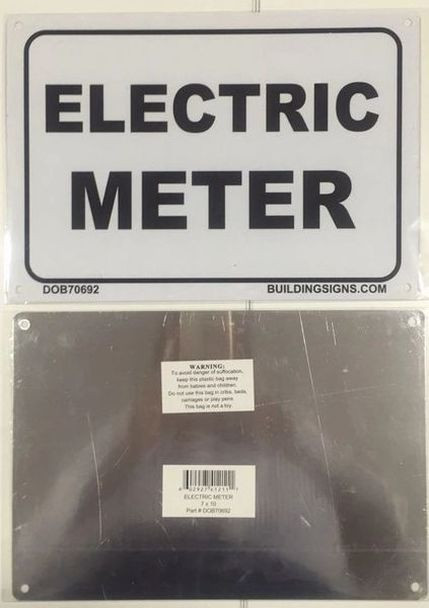 ELECTRIC
METER
DOB70692 BUILDINGSIGNS.COM
WARNING:
To avoid danger of suffocation,
keep this plastic bag away
from babies and children.
Do not use this bag in cribs, beds,
carriages or play pens.
This bag is not a toy.
ELECTRIC METER
7 x 10
Part # DOB70692